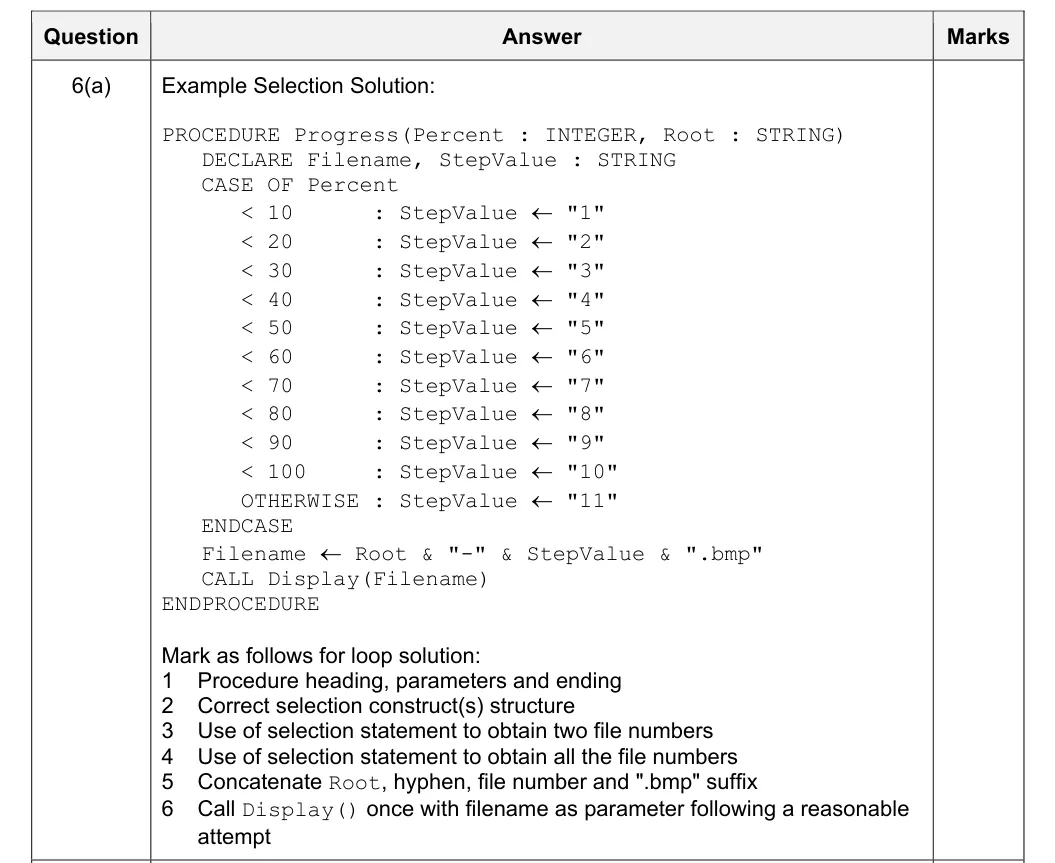 Question Answer Marks
6(a) Example Selection Solution:
PROCEDURE Progress(Percent : INTEGER, Root : STRING)
DECLARE Filename, StepValue : STRING
CASE OF Percent
< 10 : StepValue ← "1"
< 20 : StepValue ← "2"
< 30 : StepValue ← "3"
< 40 : StepValue ← "4"
< 50 : StepValue ← "5"
< 60 : StepValue ← "6"
< 70 : StepValue ← "7"
< 80 : StepValue ← "8"
< 90 : StepValue ← "9"
< 100 : StepValue ← "10"
OTHERWISE : StepValue ← "11"
ENDCASE
Filename ← Root & "-" & StepValue & ".bmp"
CALL Display(Filename)
ENDPROCEDURE
Mark as follows for loop solution:
1 Procedure heading, parameters and ending
2 Correct selection construct(s) structure
3 Use of selection statement to obtain two file numbers
4 Use of selection statement to obtain all the file numbers
5 Concatenate Root, hyphen, file number and ".bmp" suffix
6 Call Display() once with filename as parameter following a reasonable
attempt